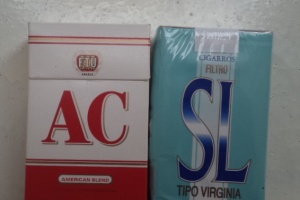 AC
AMERICAN BLEND
CIGARROS
FILTRO
SL
TIPO VIRGINIA